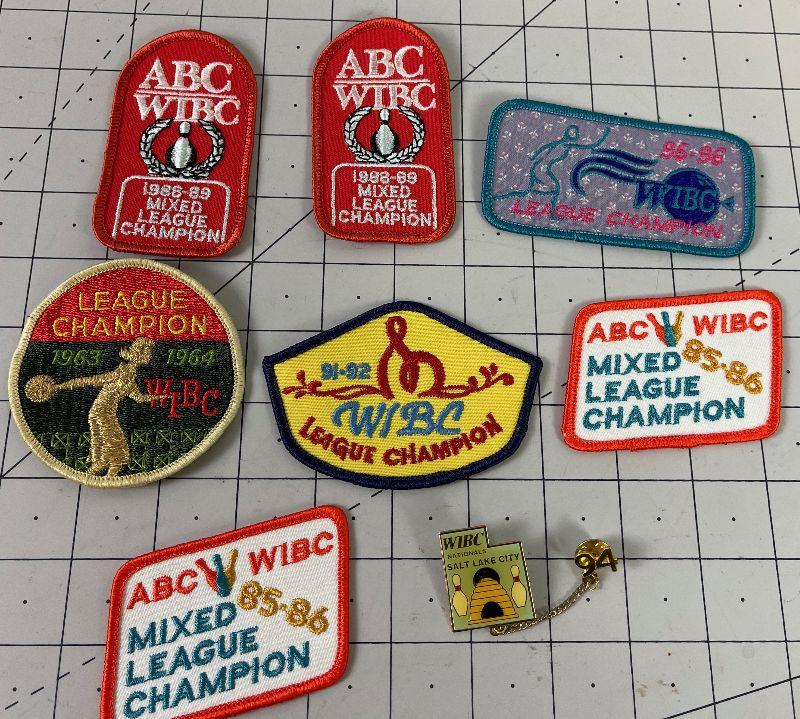 ABC
WIBC
1988-89
MIXED
LEAGUE
CHAMPION
ABC
WIBC
1988-89
MIXED
LEAGUE
CHAMPION
95-96
WIBC
LEAGUE CHAMPION
LEAGUE
CHAMPION
1963 1964
WIBC
91-92
WIBC
LEAGUE CHAMPION
ABC WIBC
MIXED 85-86
LEAGUE
CHAMPION
ABC WIBC
MIXED 85-86
LEAGUE
CHAMPION
WIBC
NATIONALS
SALT LAKE CITY
94